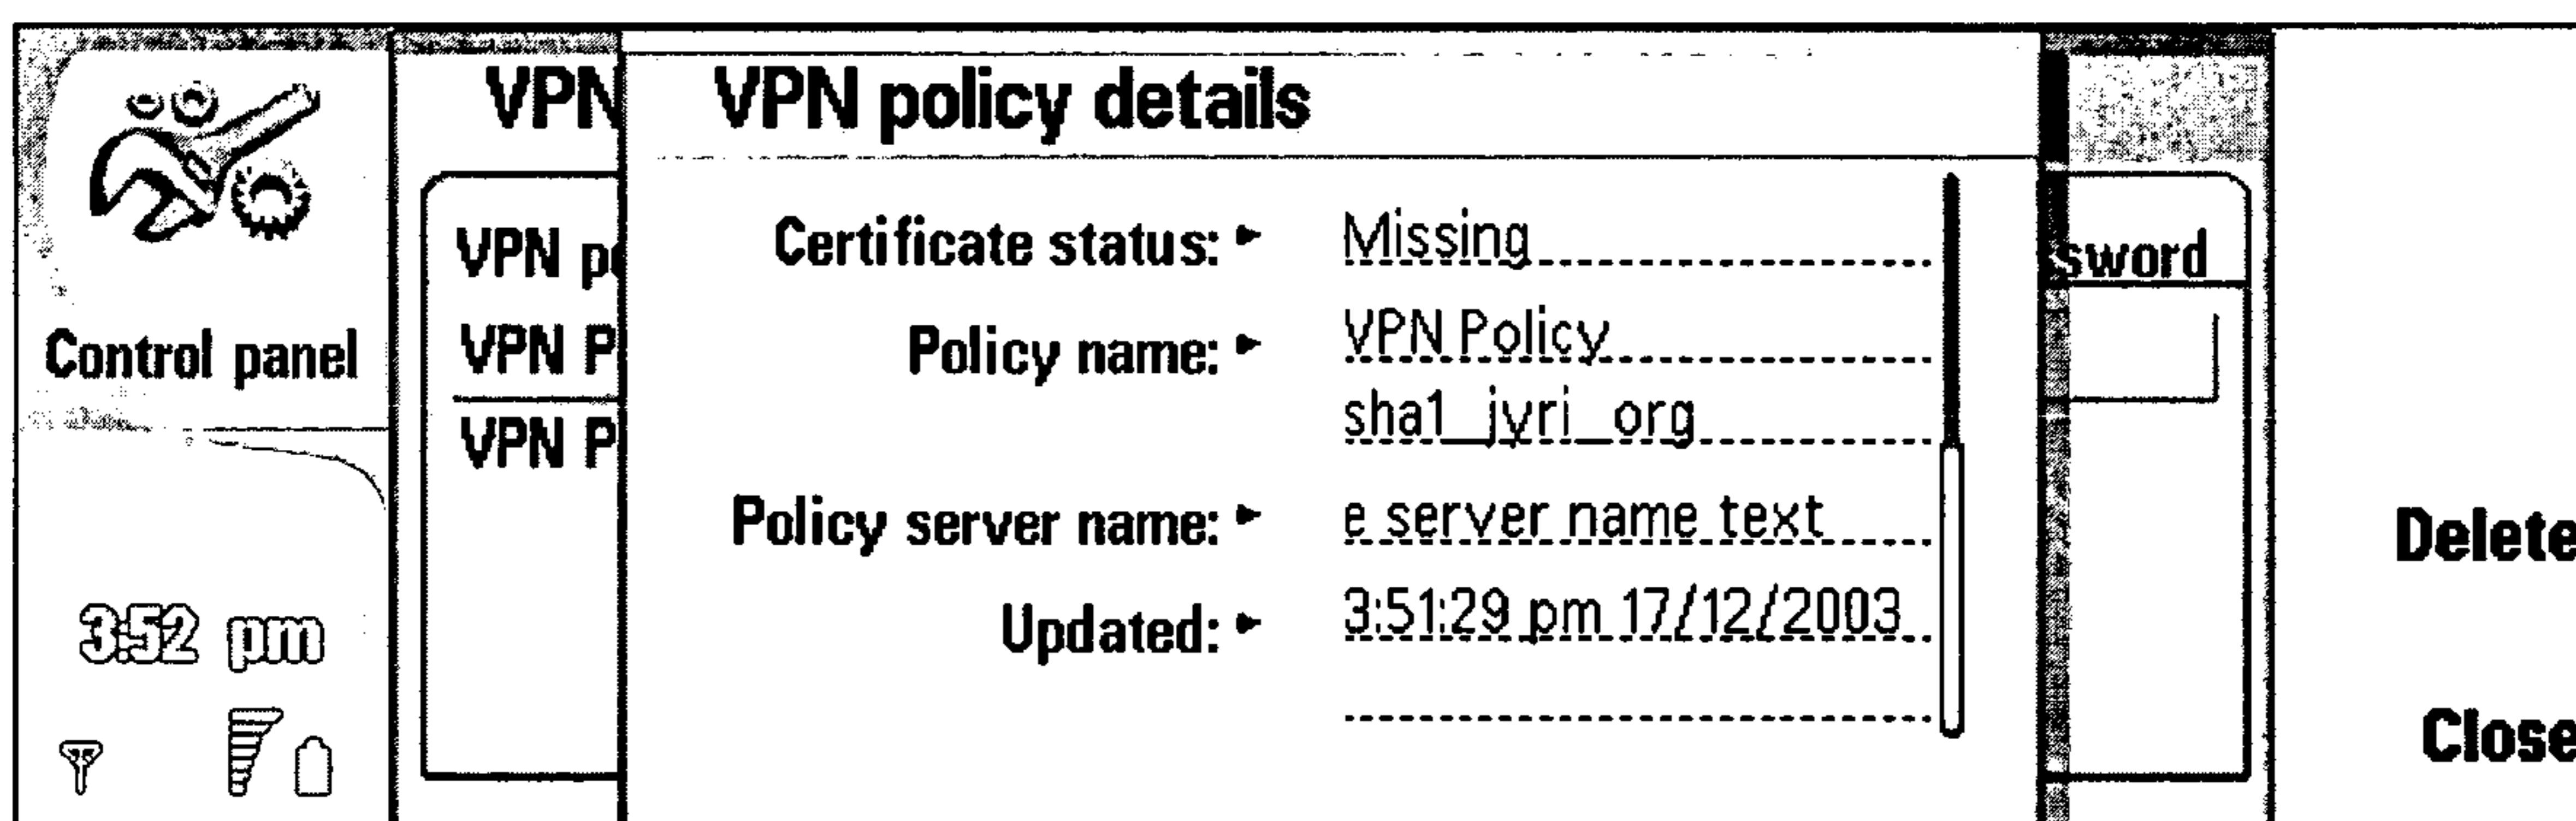 Control panel
3:52 pm
VPN
VPN P
VPN P
VPN policy details
Certificate status: Missing
Policy name: VPN Policy
sha1_jyri_org
Policy server name: e server name text
Updated: 3:51:29 pm 17/12/2003
sword
Delete
Close